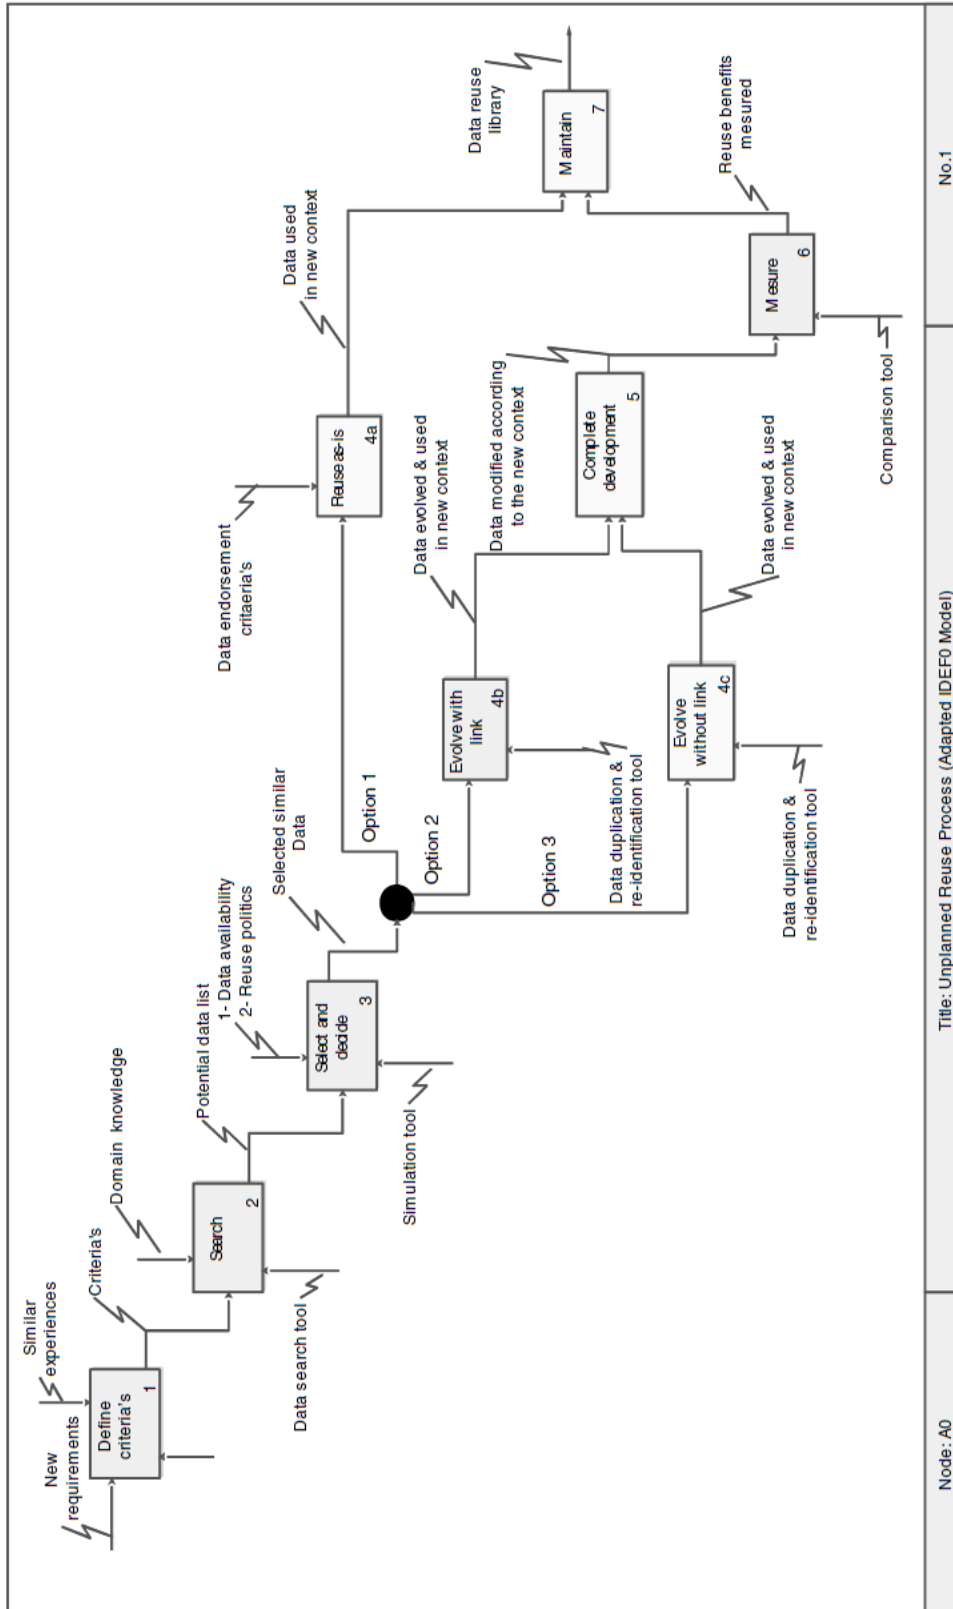 New
requirements
Similar
experiences
Define
criteria's
1
Criteria's
Domain knowledge
Search
2
Data search tool
Potential data list
1- Data availability
2- Reuse politics
Select and
decide
3
Simulation tool
Selected similar
Data
Option 1
Option 2
Option 3
Data endorsement
critaeria's
Reuse as-is
4a
Data used
in new context
Evolve with
link
4b
Data duplication &
re-identification tool
Data evolved & used
in new context
Evolve
without link
4c
Data duplication &
re-identification tool
Data evolved & used
in new context
Complete
development
5
Data modified according
to the new context
Mesure
6
Comparison tool
Reuse benefits
mesured
Maintain
7
Data reuse
library
Node: A0
Title: Unplanned Reuse Process (Adapted IDEF0 Model)
No.1